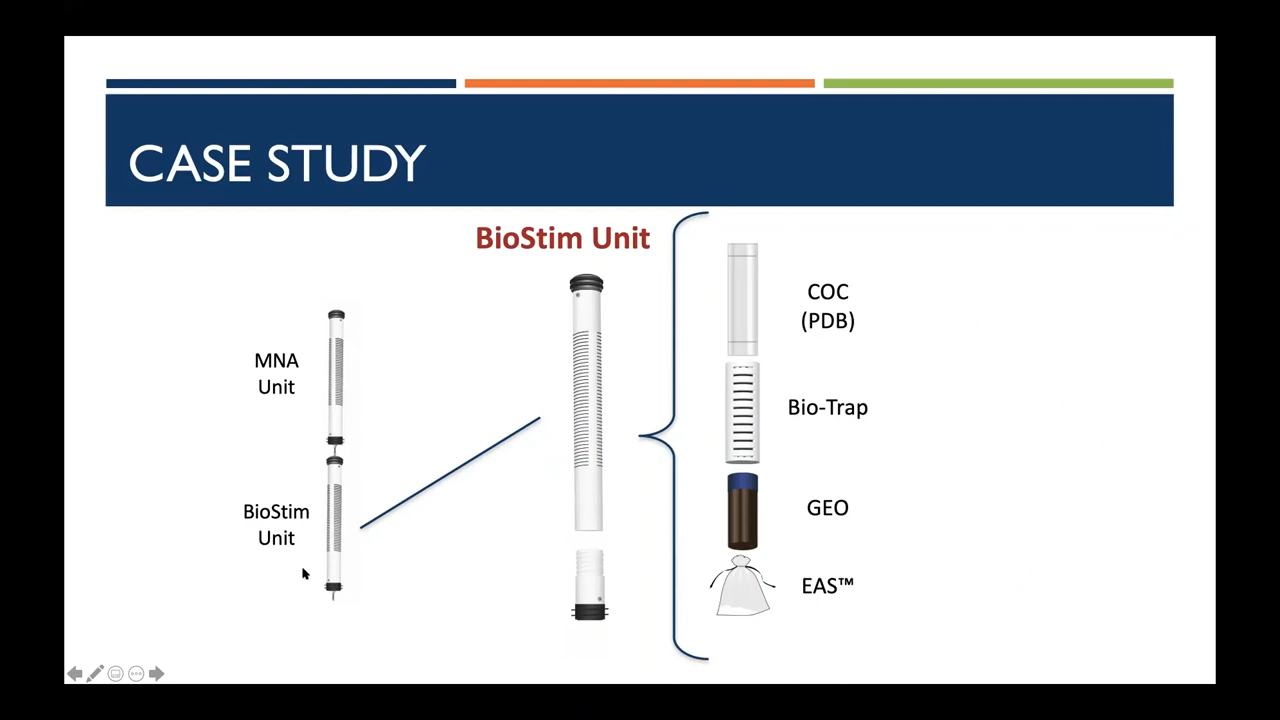 CASE STUDY
BioStim Unit
MNA
Unit
BioStim
Unit
COC
(PDB)
Bio-Trap
GEO
EAS™